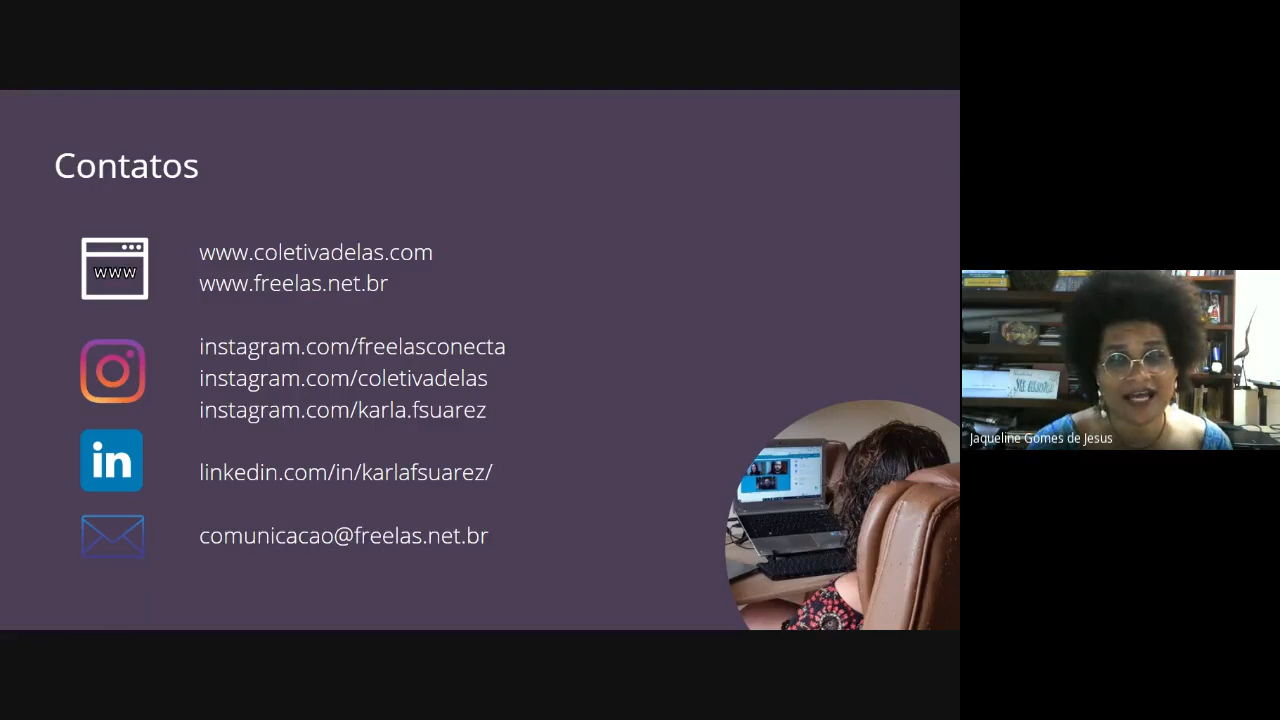 Contatos
www
www.coletivadelas.com
www.freelas.net.br
instagram.com/freelasconecta
instagram.com/coletivadelas
instagram.com/karla.fsuarez
in
linkedin.com/in/karlafsuarez/
comunicacao@freelas.net.br
Jaqueline Gomes de Jesus